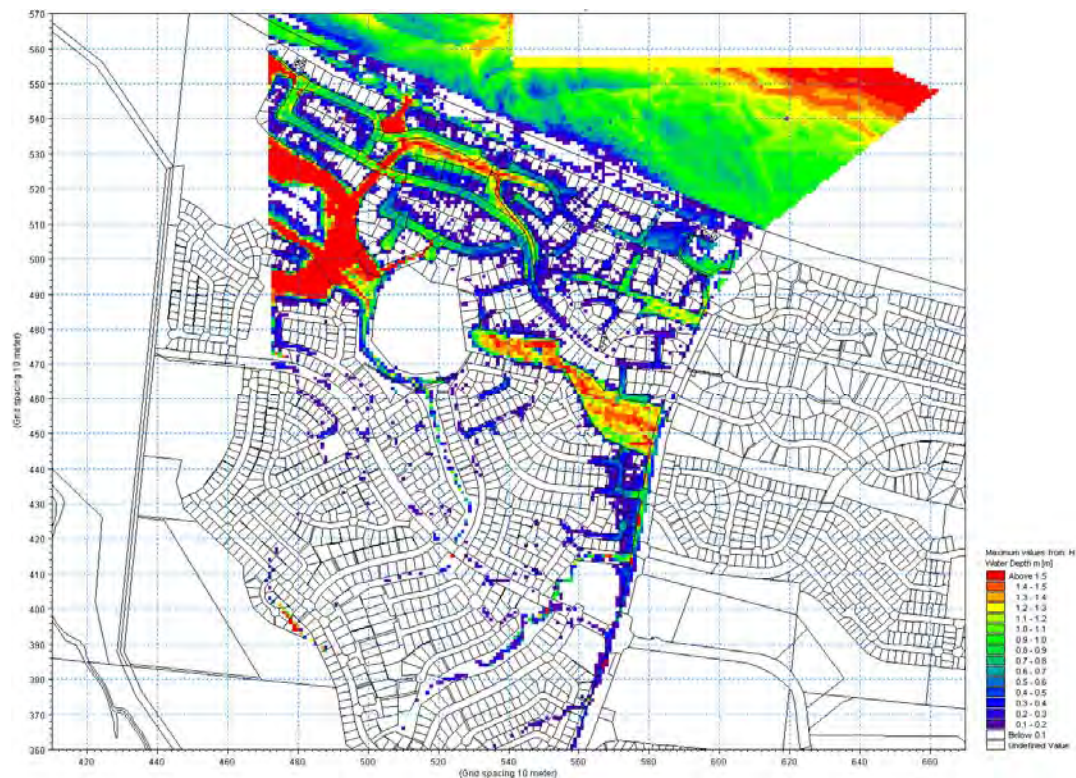 570
560
550
540
530
520
510
500
490
480
470
460
450
440
430
420
410
400
390
380
370
360
(Grid spacing 10 meter)
420 440 460 480 500 520 540 560 580 600 620 640 660
(Grid spacing 10 meter)
Maximum values from H
Water Depth m [m]
Above 1.5
1.4 - 1.5
1.3 - 1.4
1.2 - 1.3
1.1 - 1.2
1.0 - 1.1
0.9 - 1.0
0.8 - 0.9
0.7 - 0.8
0.6 - 0.7
0.5 - 0.6
0.4 - 0.5
0.3 - 0.4
0.2 - 0.3
0.1 - 0.2
Below 0.1
Undefined Value